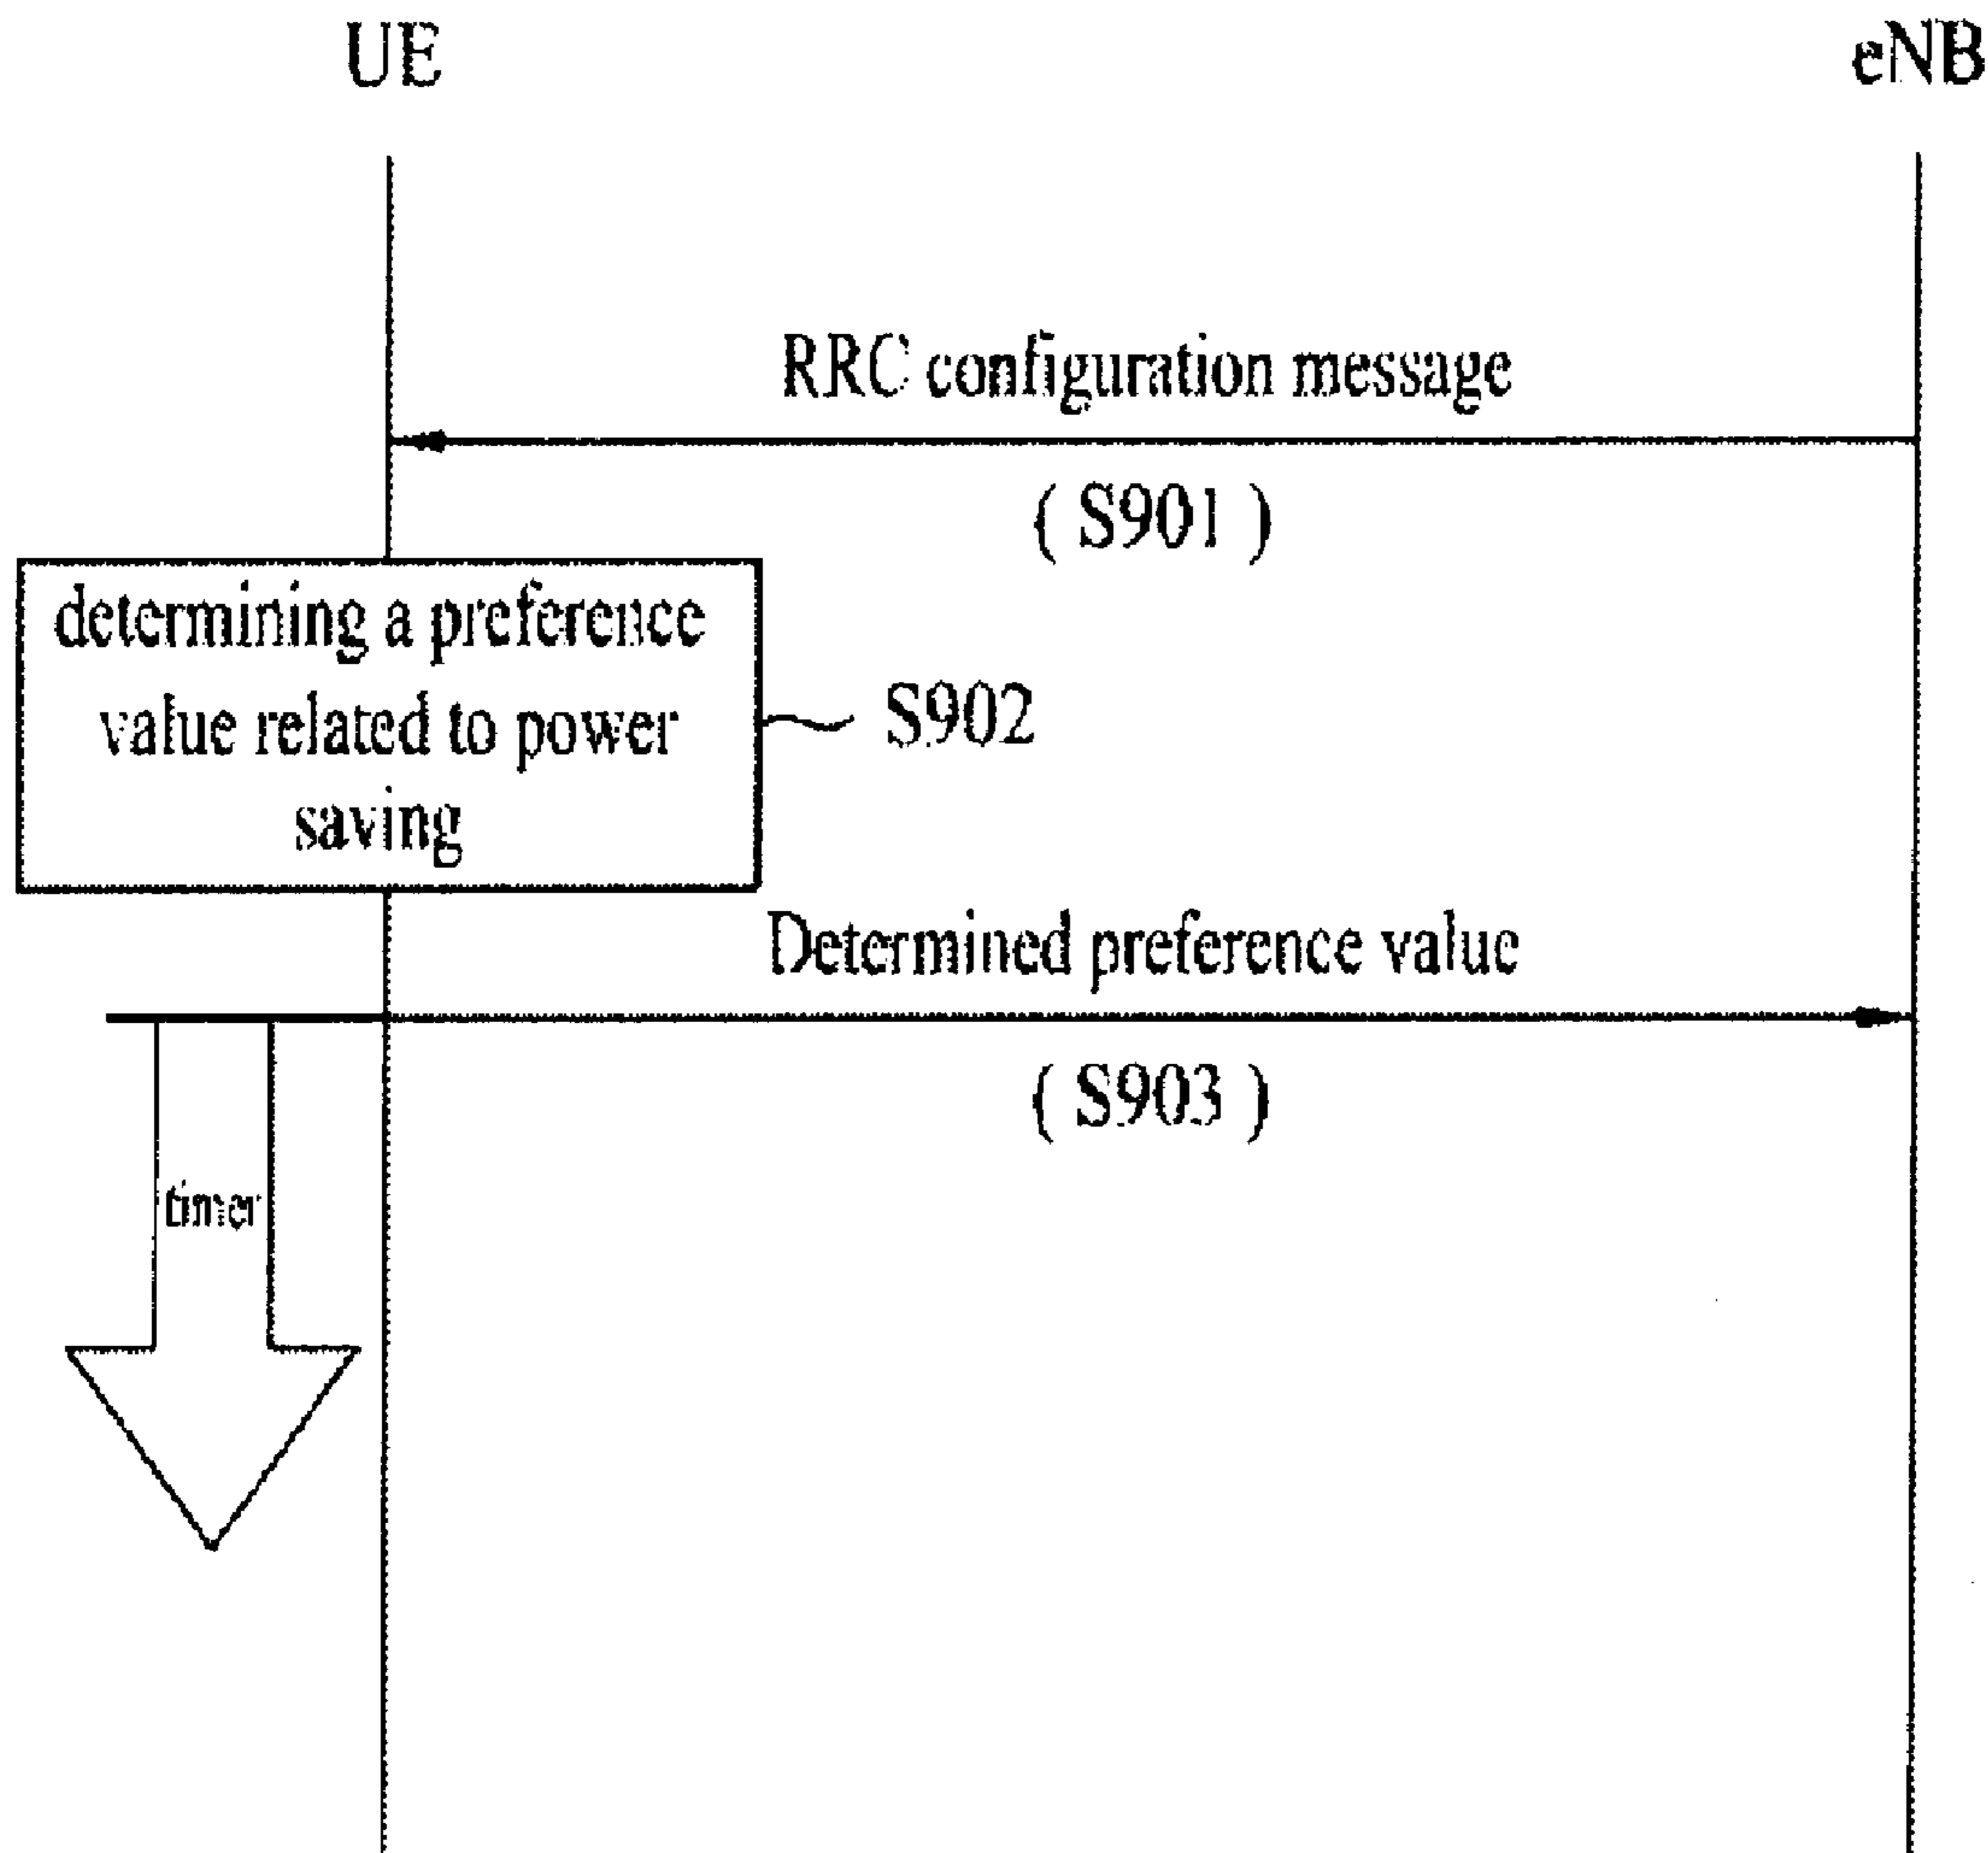 UE
eNB
RRC configuration message
( S901 )
determining a preference
value related to power
saving
S902
Determined preference value
( S903 )
timer